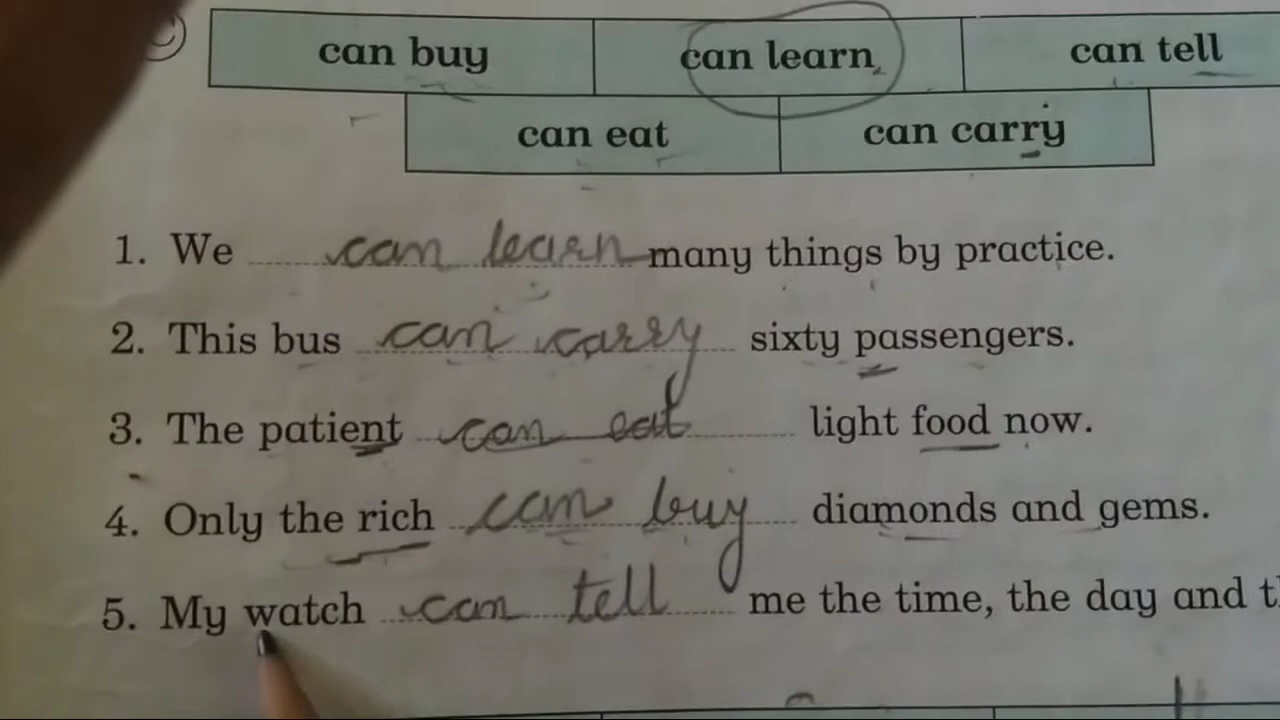 can buy can learn can tell
can eat can carry
1. We can learn many things by practice.
2. This bus can carry sixty passengers.
3. The patient can eat light food now.
4. Only the rich can buy diamonds and gems.
5. My watch can tell me the time, the day and